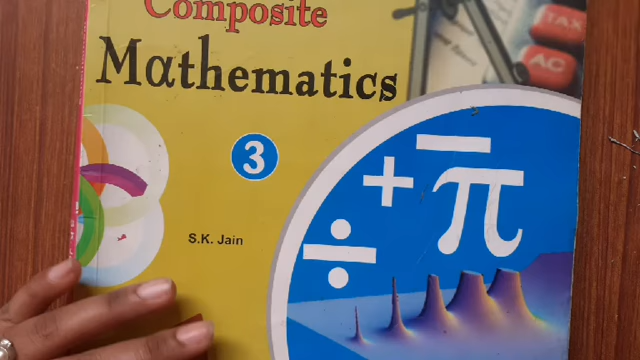 Composite
Mathematics
3
S.K. Jain
TAX
AC
÷ + − π